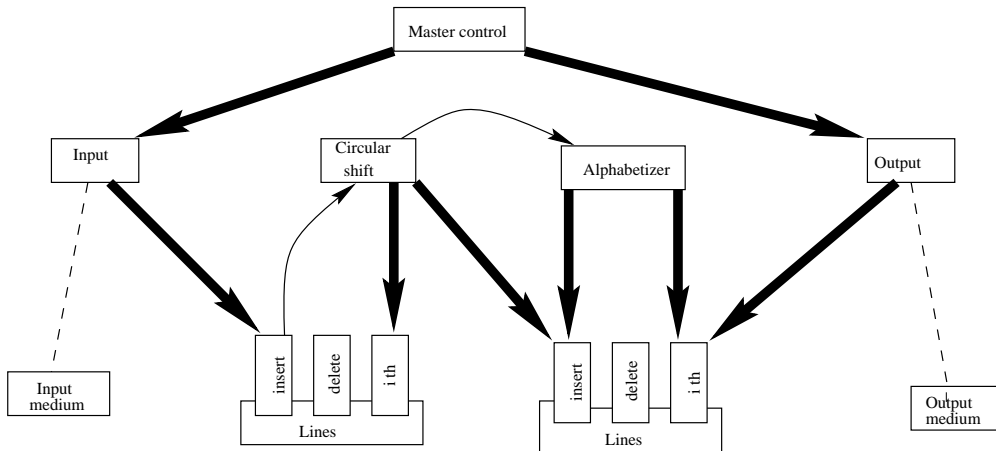 Master control
Input
Circular
shift
Alphabetizer
Output
insert
delete
i th
insert
delete
i th
Input
medium
Lines
Lines
Output
medium